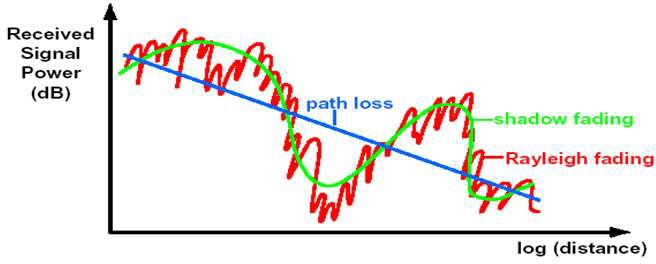 Received
Signal
Power
(dB)
path loss
shadow fading
Rayleigh fading
log (distance)